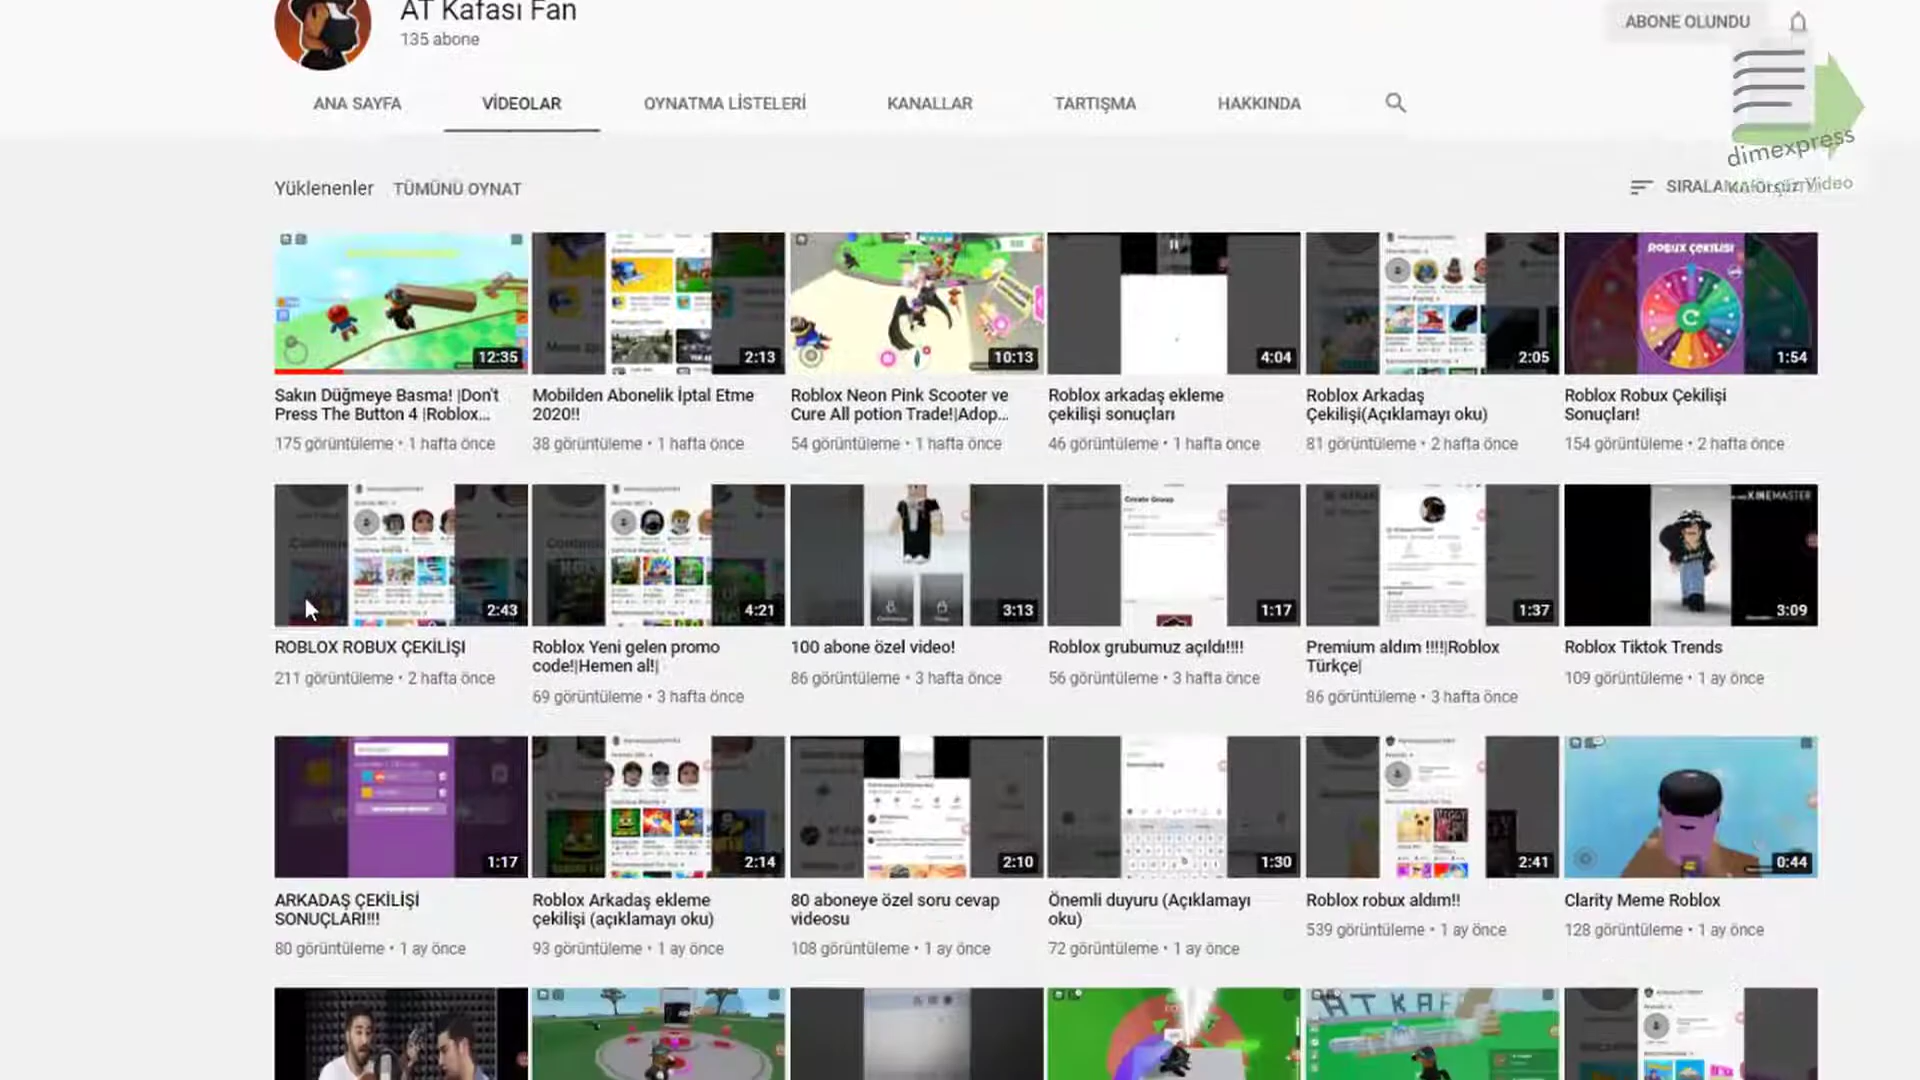 AT Kafası Fan
135 abone
ABONE OLUNDU
ANA SAYFA
VİDEOLAR
OYNATMA LİSTELERİ
KANALLAR
TARTIŞMA
HAKKINDA
dimexpress
Yüklenenler
TÜMÜNÜ OYNAT
Video
ROBUX ÇEKİLİSİ
12:35
2:13
10:13
4:04
2:05
1:54
Sakın Düğmeye Basma! |Don't
Press The Button 4 |Roblox...
175 görüntüleme • 1 hafta önce
Mobilden Abonelik İptal Etme
2020!!
38 görüntüleme • 1 hafta önce
Roblox Neon Pink Scooter ve
Cure All potion Trade!|Adop...
54 görüntüleme • 1 hafta önce
Roblox arkadaş ekleme
çekilişi sonuçları
46 görüntüleme • 1 hafta önce
Roblox Arkadaş
Çekilişi(Açıklamayı oku)
81 görüntüleme • 2 hafta önce
Roblox Robux Çekilişi
Sonuçları!
154 görüntüleme • 2 hafta önce
Create Group
KINEMASTER
2:43
4:21
3:13
1:17
1:37
3:09
ROBLOX ROBUX ÇEKİLİŞİ
211 görüntüleme • 2 hafta önce
Roblox Yeni gelen promo
code!|Hemen al!|
69 görüntüleme • 3 hafta önce
100 abone özel video!
86 görüntüleme • 3 hafta önce
Roblox grubumuz açıldı!!!!
56 görüntüleme • 3 hafta önce
Premium aldım !!!!|Roblox
Türkçe|
86 görüntüleme • 3 hafta önce
Roblox Tiktok Trends
109 görüntüleme • 1 ay önce
1:17
2:14
2:10
1:30
2:41
0:44
ARKADAŞ ÇEKİLİŞİ
SONUÇLARI!!!
80 görüntüleme • 1 ay önce
Roblox Arkadaş ekleme
çekilişi (açıklamayı oku)
93 görüntüleme • 1 ay önce
80 aboneye özel soru cevap
videosu
108 görüntüleme • 1 ay önce
Önemli duyuru (Açıklamayı
oku)
72 görüntüleme • 1 ay önce
Roblox robux aldım!!
539 görüntüleme • 1 ay önce
Clarity Meme Roblox
128 görüntüleme • 1 ay önce
AT KAF